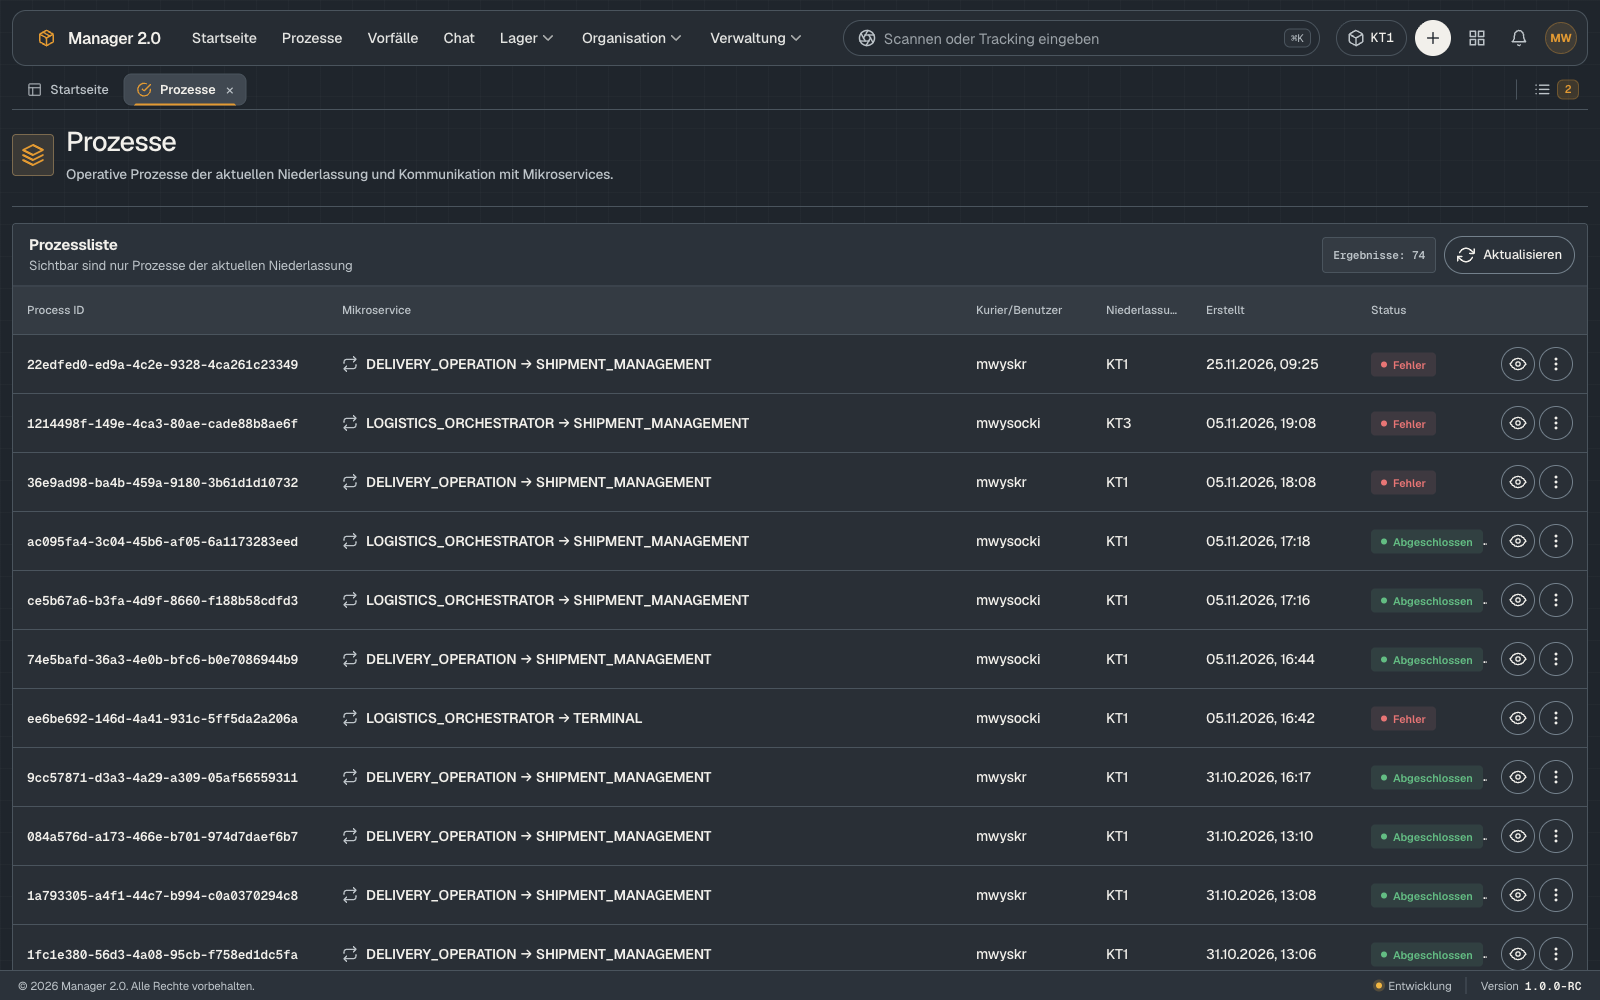 Manager 2.0 Startseite Prozesse Vorfälle Chat Lager Organisation Verwaltung Scannen oder Tracking eingeben ⌘K KT1 MW
Startseite Prozesse × 2
Prozesse
Operative Prozesse der aktuellen Niederlassung und Kommunikation mit Mikroservices.
Prozessliste
Sichtbar sind nur Prozesse der aktuellen Niederlassung
Ergebnisse: 74 Aktualisieren
Process ID Mikroservice Kurier/Benutzer Niederlassu... Erstellt Status
22edfed0-ed9a-4c2e-9328-4ca261c23349 DELIVERY_OPERATION → SHIPMENT_MANAGEMENT mwyskr KT1 25.11.2026, 09:25 Fehler
1214498f-149e-4ca3-80ae-cade88b8ae6f LOGISTICS_ORCHESTRATOR → SHIPMENT_MANAGEMENT mwysocki KT3 05.11.2026, 19:08 Fehler
36e9ad98-ba4b-459a-9180-3b61d1d10732 DELIVERY_OPERATION → SHIPMENT_MANAGEMENT mwyskr KT1 05.11.2026, 18:08 Fehler
ac095fa4-3c04-45b6-af05-6a1173283eed LOGISTICS_ORCHESTRATOR → SHIPMENT_MANAGEMENT mwysocki KT1 05.11.2026, 17:18 Abgeschlossen
ce5b67a6-b3fa-4d9f-8660-f188b58cdfd3 LOGISTICS_ORCHESTRATOR → SHIPMENT_MANAGEMENT mwysocki KT1 05.11.2026, 17:16 Abgeschlossen
74e5bafd-36a3-4e0b-bfc6-b0e7086944b9 DELIVERY_OPERATION → SHIPMENT_MANAGEMENT mwysocki KT1 05.11.2026, 16:44 Abgeschlossen
ee6be692-146d-4a41-931c-5ff5da2a206a LOGISTICS_ORCHESTRATOR → TERMINAL mwysocki KT1 05.11.2026, 16:42 Fehler
9cc57871-d3a3-4a29-a309-05af56559311 DELIVERY_OPERATION → SHIPMENT_MANAGEMENT mwyskr KT1 31.10.2026, 16:17 Abgeschlossen
084a576d-a173-466e-b701-974d7daef6b7 DELIVERY_OPERATION → SHIPMENT_MANAGEMENT mwyskr KT1 31.10.2026, 13:10 Abgeschlossen
1a793305-a4f1-44c7-b994-c0a0370294c8 DELIVERY_OPERATION → SHIPMENT_MANAGEMENT mwyskr KT1 31.10.2026, 13:08 Abgeschlossen
1fc1e380-56d3-4a08-95cb-f758ed1dc5fa DELIVERY_OPERATION → SHIPMENT_MANAGEMENT mwyskr KT1 31.10.2026, 13:06 Abgeschlossen
© 2026 Manager 2.0. Alle Rechte vorbehalten. Entwicklung Version 1.0.0-RC